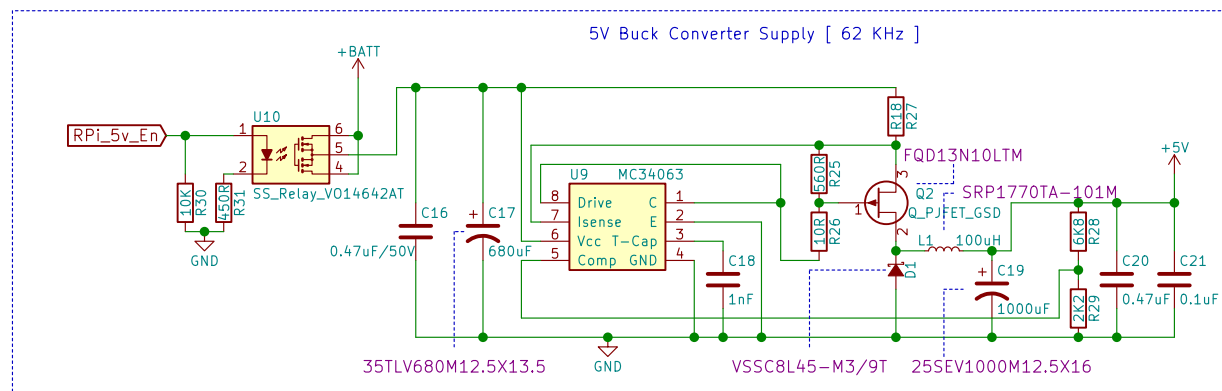 5V Buck Converter Supply [ 62 KHz ]
+BATT
U10
RPi_5v_En
1
2
6
5
4
SS_Relay_VO14642AT
10K
R30
450R
R31
GND
C16
0.47uF/50V
+
C17
680uF
35TLV680M12.5X13.5
U9
MC34063
8
Drive
C
1
7
Isense
E
2
6
Vcc
T-Cap
3
5
Comp
GND
4
C18
1nF
GND
560R
R25
10R
R26
R18
R27
FQD13N10LTM
3
1
2
Q2
Q_PJFET_GSD
SRP1770TA-101M
L1
100uH
D1
VSSC8L45-M3/9T
+
C19
1000uF
25SEV1000M12.5X16
6K8
R28
2K2
R29
+5V
C20
0.47uF
C21
0.1uF